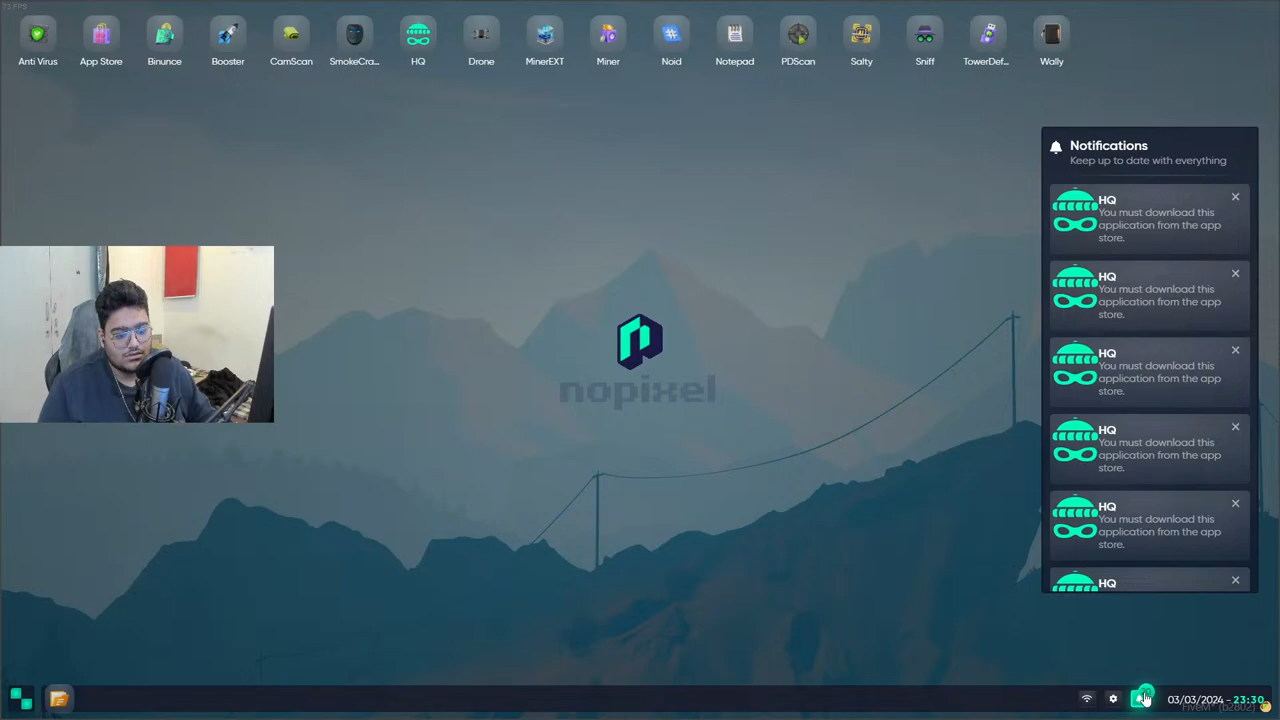 73 FPS
Anti Virus
App Store
Binunce
Booster
CamScan
SmokeCra...
HQ
Drone
MinerEXT
Miner
Noid
Notepad
PDScan
Salty
Sniff
TowerDef...
Wally
Notifications
Keep up to date with everything
HQ
You must download this
application from the app
store.
HQ
You must download this
application from the app
store.
HQ
You must download this
application from the app
store.
HQ
You must download this
application from the app
store.
HQ
You must download this
application from the app
store.
HQ
nopixel
03/03/2024 - 23:30
FiveM® (b2802)